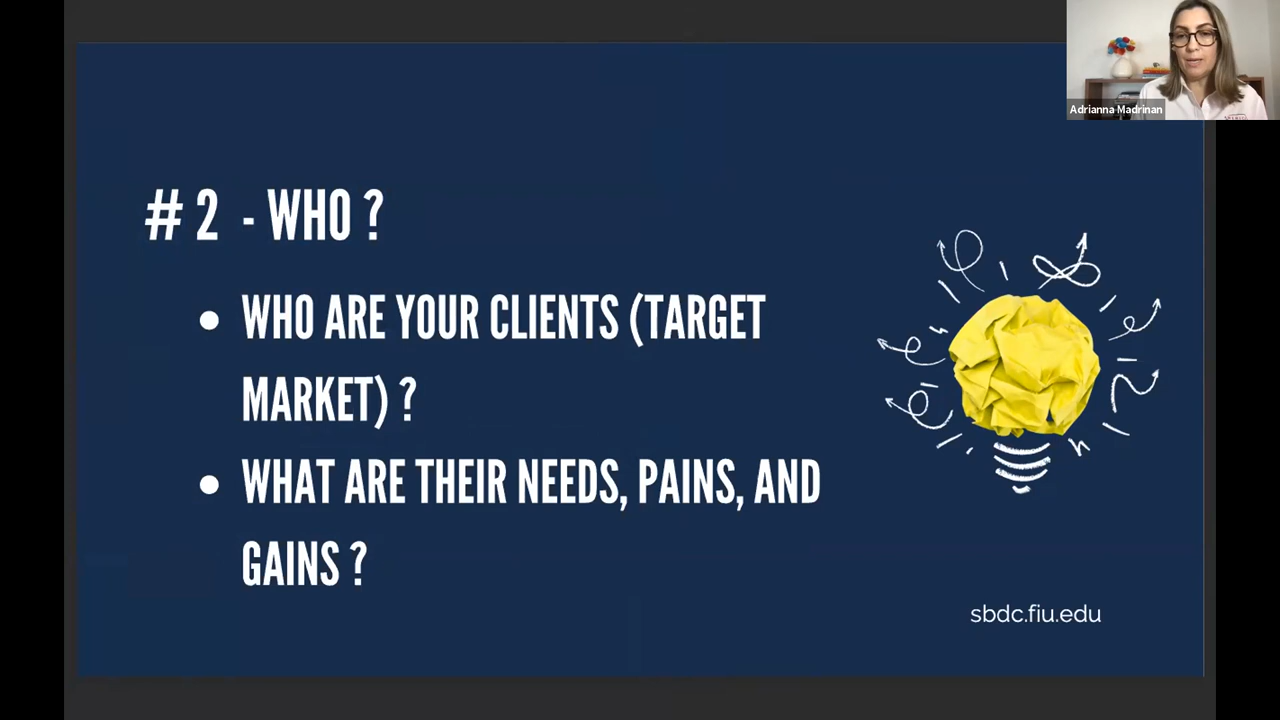 Adrianna Madrinan
# 2 - WHO ?
• WHO ARE YOUR CLIENTS (TARGET
MARKET) ?
• WHAT ARE THEIR NEEDS, PAINS, AND
GAINS ?
sbdc.fiu.edu